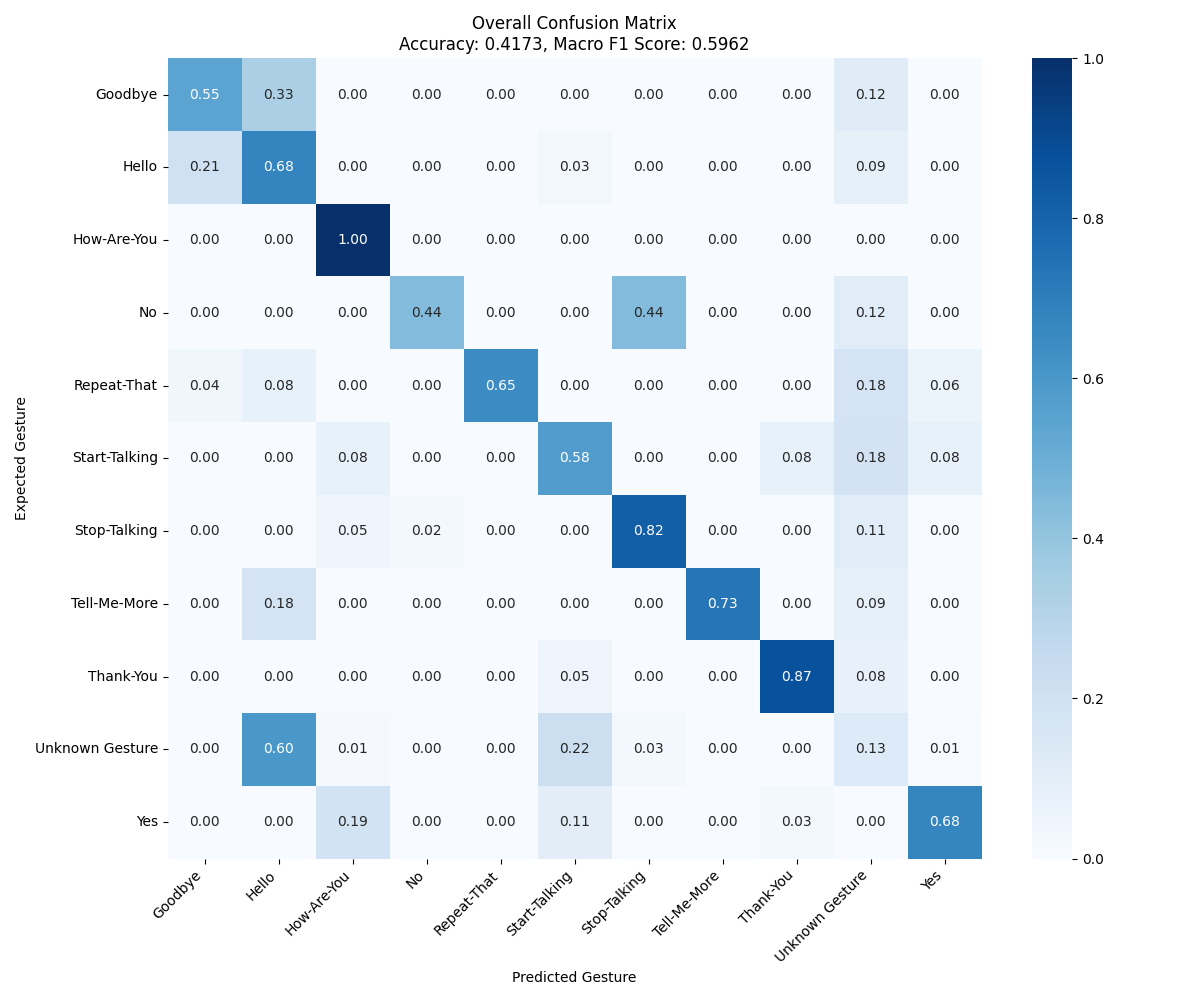 Overall Confusion Matrix
Accuracy: 0.4173, Macro F1 Score: 0.5962
Expected Gesture
Goodbye 0.55 0.33 0.00 0.00 0.00 0.00 0.00 0.00 0.00 0.12 0.00
Hello 0.21 0.68 0.00 0.00 0.00 0.03 0.00 0.00 0.00 0.09 0.00
How-Are-You 0.00 0.00 1.00 0.00 0.00 0.00 0.00 0.00 0.00 0.00 0.00
No 0.00 0.00 0.00 0.44 0.00 0.00 0.44 0.00 0.00 0.12 0.00
Repeat-That 0.04 0.08 0.00 0.00 0.65 0.00 0.00 0.00 0.00 0.18 0.06
Start-Talking 0.00 0.00 0.08 0.00 0.00 0.58 0.00 0.00 0.08 0.18 0.08
Stop-Talking 0.00 0.00 0.05 0.02 0.00 0.00 0.82 0.00 0.00 0.11 0.00
Tell-Me-More 0.00 0.18 0.00 0.00 0.00 0.00 0.00 0.73 0.00 0.09 0.00
Thank-You 0.00 0.00 0.00 0.00 0.00 0.05 0.00 0.00 0.87 0.08 0.00
Unknown Gesture 0.00 0.60 0.01 0.00 0.00 0.22 0.03 0.00 0.00 0.13 0.01
Yes 0.00 0.00 0.19 0.00 0.00 0.11 0.00 0.00 0.03 0.00 0.68
Goodbye Hello How-Are-You No Repeat-That Start-Talking Stop-Talking Tell-Me-More Thank-You Unknown Gesture Yes
Predicted Gesture
1.0
0.8
0.6
0.4
0.2
0.0